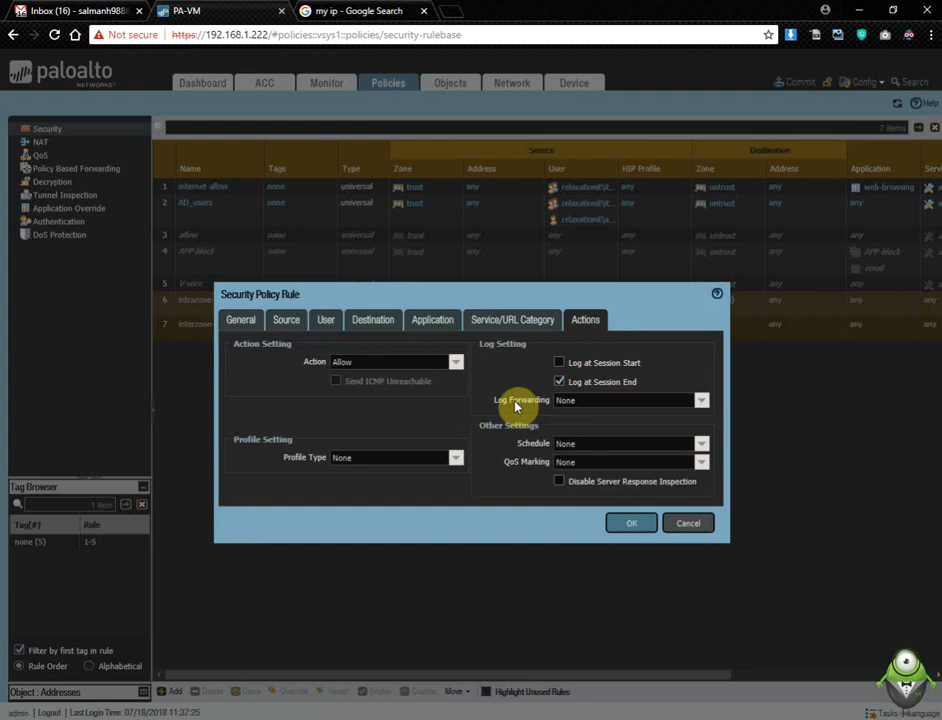 Inbox (16) - salmanh988
PA-VM
my ip - Google Search
Not secure
https://192.168.1.222/#policies::vsys1::policies/security-rulebase
paloalto
NETWORKS
Dashboard
ACC
Monitor
Policies
Objects
Network
Device
Commit
Config
Search
Help
Security
NAT
QoS
Policy Based Forwarding
Decryption
Tunnel Inspection
Application Override
Authentication
DoS Protection
7 items
Source
Destination
Name
Tags
Type
Zone
Address
User
HIP Profile
Zone
Address
Application
Serv
1 internet-allow none universal trust any relaxationit\it... any untrust any web-browsing
2 AD_users none universal trust any relaxationit\it... any untrust any any
relaxationit\a...
3 allow none universal trust any any any untrust any any
4 APP-block none universal trust any any any untrust any APP-block
email
5 V-wire any
6 intrazone any any
7 interzone any any
Security Policy Rule
General
Source
User
Destination
Application
Service/URL Category
Actions
Action Setting
Action Allow
Send ICMP Unreachable
Profile Setting
Profile Type None
Log Setting
Log at Session Start
Log at Session End
Log Forwarding None
Other Settings
Schedule None
QoS Marking None
Disable Server Response Inspection
OK
Cancel
Tag Browser
1 item
Tag(#)
Rule
none (5)
1-5
Filter by first tag in rule
Rule Order
Alphabetical
Object : Addresses
Add
Delete
Clone
Override
Revert
Enable
Disable
Move
Highlight Unused Rules
admin | Logout | Last Login Time: 07/18/2018 11:37:25
Tasks
Language